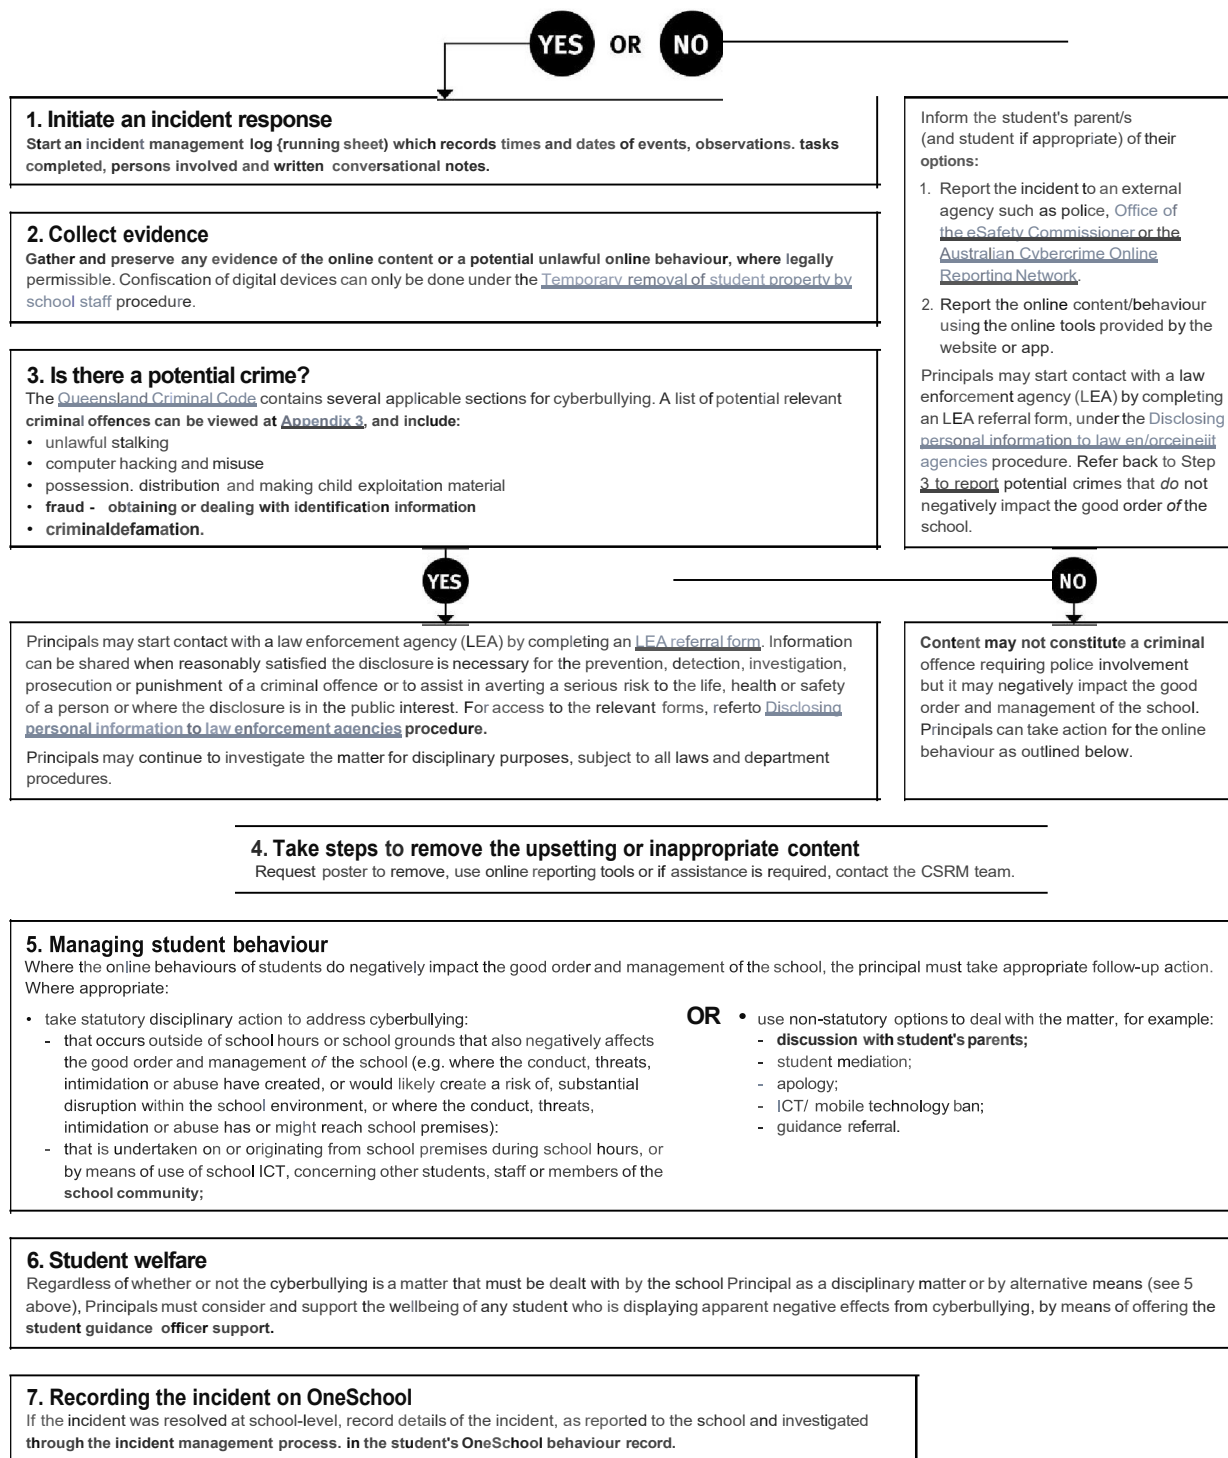 YES OR NO
1. Initiate an incident response
Start an incident management log {running sheet) which records times and dates of events, observations. tasks
completed, persons involved and written conversational notes.
2. Collect evidence
Gather and preserve any evidence of the online content or a potential unlawful online behaviour, where legally
permissible. Confiscation of digital devices can only be done under the Temporary removal of student property by
school staff procedure.
3. Is there a potential crime?
The Queensland Criminal Code contains several applicable sections for cyberbullying. A list of potential relevant
criminal offences can be viewed at Appendix 3, and include:
• unlawful stalking
• computer hacking and misuse
• possession. distribution and making child exploitation material
• fraud - obtaining or dealing with identification information
• criminaldefamation.
Inform the student's parent/s
(and student if appropriate) of their
options:
1. Report the incident to an external
agency such as police, Office of
the eSafety Commissioner or the
Australian Cybercrime Online
Reporting Network.
2. Report the online content/behaviour
using the online tools provided by the
website or app.
Principals may start contact with a law
enforcement agency (LEA) by completing
an LEA referral form, under the Disclosing
personal information to law en/orceineiit
agencies procedure. Refer back to Step
3 to report potential crimes that do not
negatively impact the good order of the
school.
YES
NO
Principals may start contact with a law enforcement agency (LEA) by completing an LEA referral form. Information
can be shared when reasonably satisfied the disclosure is necessary for the prevention, detection, investigation,
prosecution or punishment of a criminal offence or to assist in averting a serious risk to the life, health or safety
of a person or where the disclosure is in the public interest. For access to the relevant forms, referto Disclosing
personal information to law enforcement agencies procedure.
Principals may continue to investigate the matter for disciplinary purposes, subject to all laws and department
procedures.
Content may not constitute a criminal
offence requiring police involvement
but it may negatively impact the good
order and management of the school.
Principals can take action for the online
behaviour as outlined below.
4. Take steps to remove the upsetting or inappropriate content
Request poster to remove, use online reporting tools or if assistance is required, contact the CSRM team.
5. Managing student behaviour
Where the online behaviours of students do negatively impact the good order and management of the school, the principal must take appropriate follow-up action.
Where appropriate:
• take statutory disciplinary action to address cyberbullying:
- that occurs outside of school hours or school grounds that also negatively affects
the good order and management of the school (e.g. where the conduct, threats,
intimidation or abuse have created, or would likely create a risk of, substantial
disruption within the school environment, or where the conduct, threats,
intimidation or abuse has or might reach school premises):
- that is undertaken on or originating from school premises during school hours, or
by means of use of school ICT, concerning other students, staff or members of the
school community;
OR • use non-statutory options to deal with the matter, for example:
- discussion with student's parents;
- student mediation;
- apology;
- ICT/ mobile technology ban;
- guidance referral.
6. Student welfare
Regardless of whether or not the cyberbullying is a matter that must be dealt with by the school Principal as a disciplinary matter or by alternative means (see 5
above), Principals must consider and support the wellbeing of any student who is displaying apparent negative effects from cyberbullying, by means of offering the
student guidance officer support.
7. Recording the incident on OneSchool
If the incident was resolved at school-level, record details of the incident, as reported to the school and investigated
through the incident management process. in the student's OneSchool behaviour record.